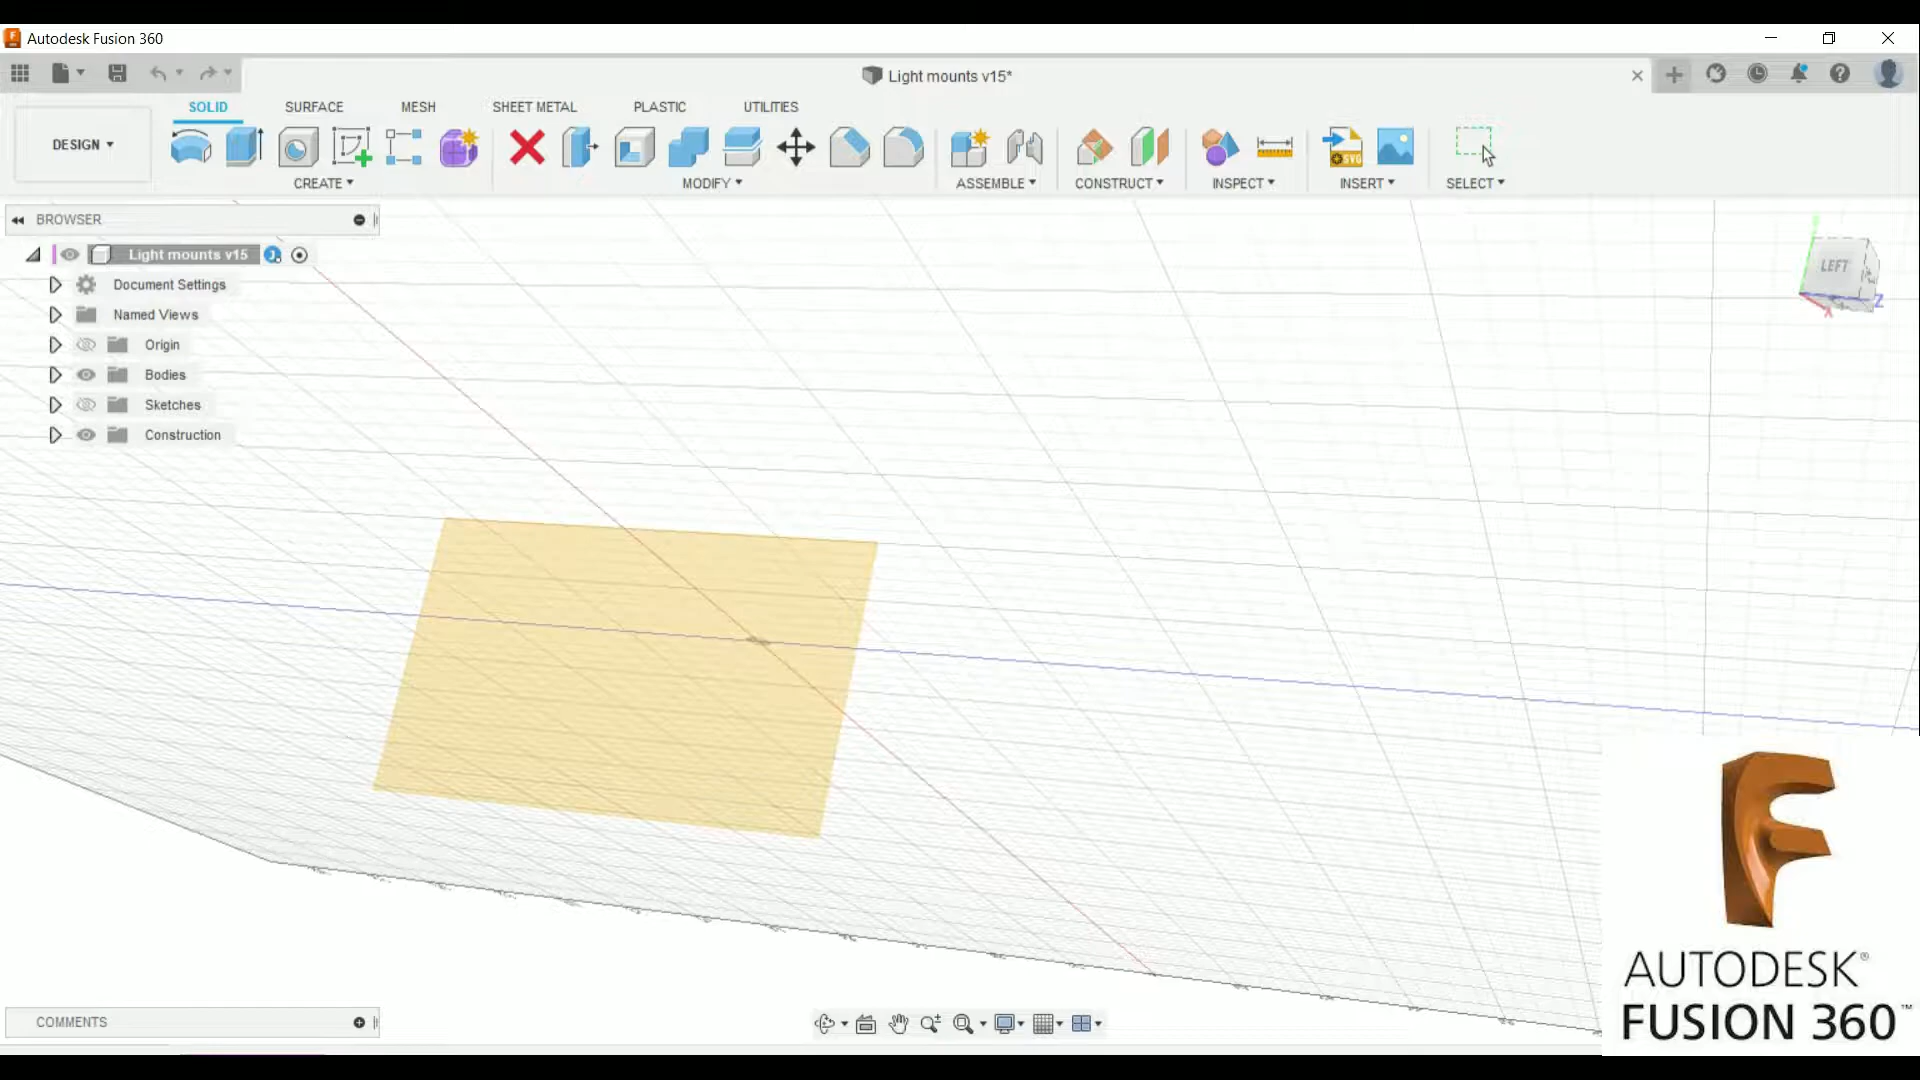 Autodesk Fusion 360
Light mounts v15*
SOLID SURFACE MESH SHEET METAL PLASTIC UTILITIES
DESIGN
SVG
CREATE MODIFY ASSEMBLE CONSTRUCT INSPECT INSERT SELECT
BROWSER
Light mounts v15
Document Settings
Named Views
Origin
Bodies
Sketches
Construction
LEFT
Z
X
AUTODESK®
FUSION 360™
COMMENTS